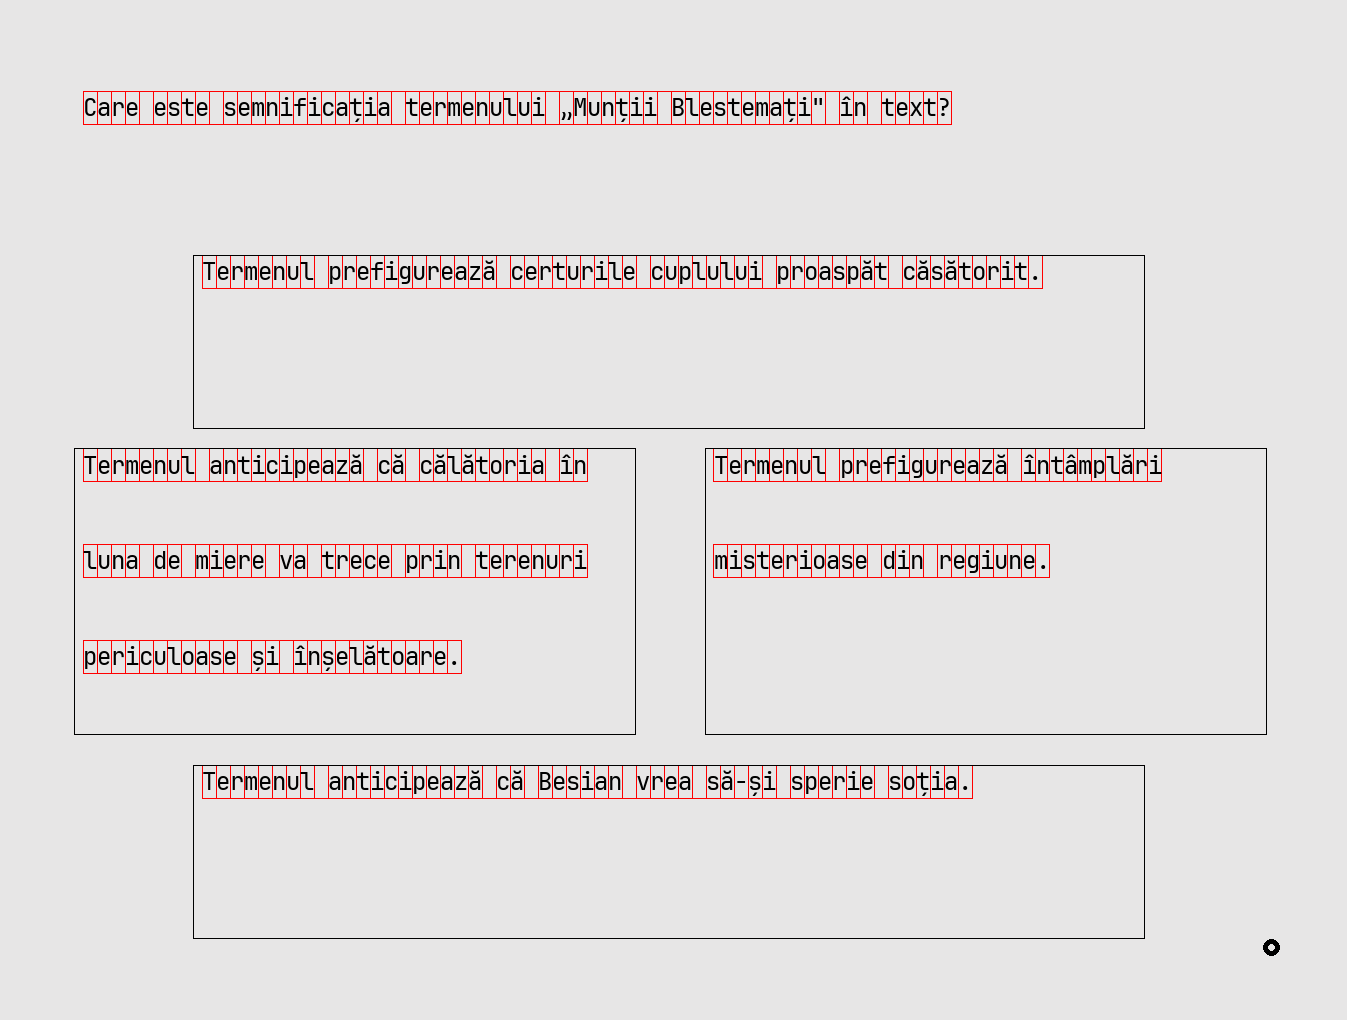 Care este semnificația termenului „Munții Blestemați" în text?
Termenul prefigurează certurile cuplului proaspăt căsătorit.
Termenul anticipează că călătoria în
luna de miere va trece prin terenuri
periculoase și înșelătoare.
Termenul prefigurează întâmplări
misterioase din regiune.
Termenul anticipează că Besian vrea să-și sperie soția.